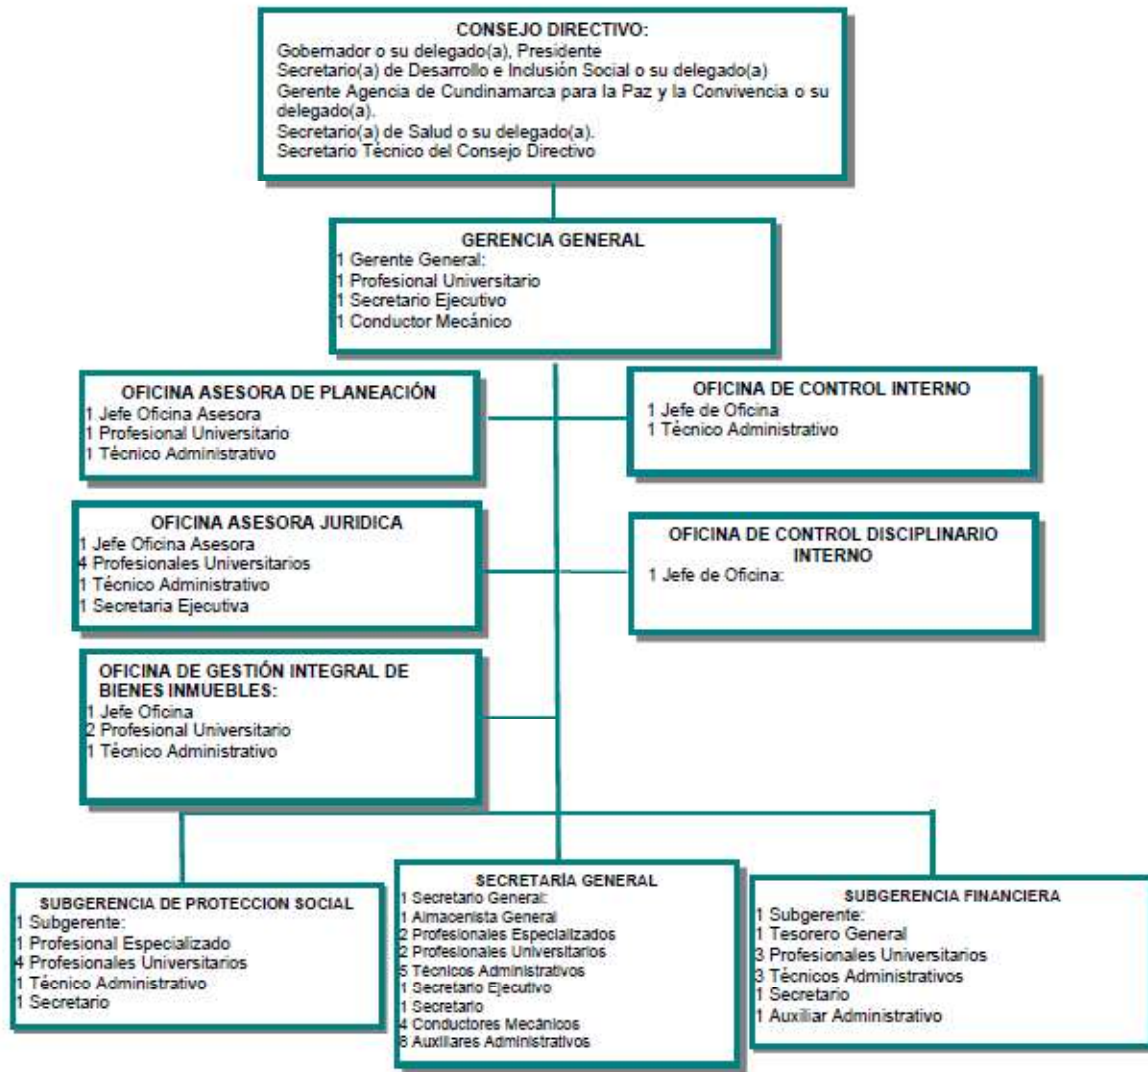 CONSEJO DIRECTIVO:
Gobernador o su delegado(a), Presidente
Secretario(a) de Desarrollo e Inclusión Social o su delegado(a)
Gerente Agencia de Cundinamarca para la Paz y la Convivencia o su
delegado(a).
Secretario(a) de Salud o su delegado(a).
Secretario Técnico del Consejo Directivo
GERENCIA GENERAL
1 Gerente General:
1 Profesional Universitario
1 Secretario Ejecutivo
1 Conductor Mecánico
OFICINA ASESORA DE PLANEACIÓN
1 Jefe Oficina Asesora
1 Profesional Universitario
1 Técnico Administrativo
OFICINA DE CONTROL INTERNO
1 Jefe de Oficina
1 Técnico Administrativo
OFICINA ASESORA JURIDICA
1 Jefe Oficina Asesora
4 Profesionales Universitarios
1 Técnico Administrativo
1 Secretaria Ejecutiva
OFICINA DE CONTROL DISCIPLINARIO
INTERNO
1 Jefe de Oficina:
OFICINA DE GESTIÓN INTEGRAL DE
BIENES INMUEBLES:
1 Jefe Oficina
2 Profesional Universitario
1 Técnico Administrativo
SUBGERENCIA DE PROTECCION SOCIAL
1 Subgerente:
1 Profesional Especializado
4 Profesionales Universitarios
1 Técnico Administrativo
1 Secretario
SECRETARÍA GENERAL
1 Secretario General:
1 Almacenista General
2 Profesionales Especializados
2 Profesionales Universitarios
5 Técnicos Administrativos
1 Secretario Ejecutivo
1 Secretario
4 Conductores Mecánicos
8 Auxiliares Administrativos
SUBGERENCIA FINANCIERA
1 Subgerente:
1 Tesorero General
3 Profesionales Universitarios
3 Técnicos Administrativos
1 Secretario
1 Auxiliar Administrativo